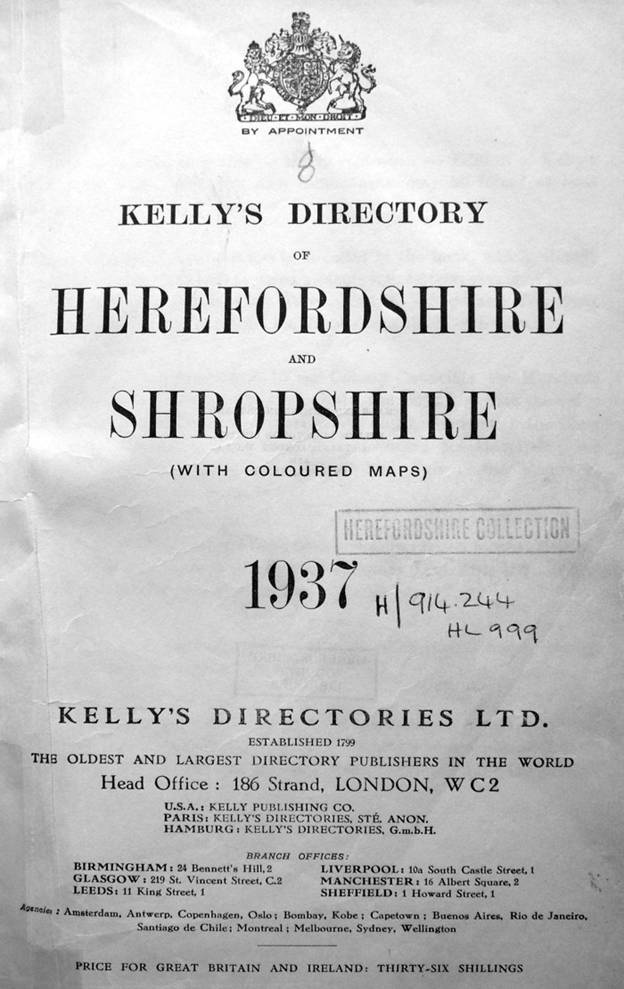 DIEU·ET·MON·DROIT
BY APPOINTMENT
8
KELLY'S DIRECTORY
OF
HEREFORDSHIRE
AND
SHROPSHIRE
(WITH COLOURED MAPS)
HEREFORDSHIRE COLLECTION
1937
H/914.244
HL999
KELLY'S DIRECTORIES LTD.
ESTABLISHED 1799
THE OLDEST AND LARGEST DIRECTORY PUBLISHERS IN THE WORLD
Head Office: 186 Strand, LONDON, WC2
U.S.A.: KELLY PUBLISHING CO.
PARIS: KELLY'S DIRECTORIES, STÉ. ANON.
HAMBURG: KELLY'S DIRECTORIES, G.m.b.H.
BRANCH OFFICES:
BIRMINGHAM: 24 Bennett's Hill, 2
GLASGOW: 219 St. Vincent Street, C.2
LEEDS: 11 King Street, 1
LIVERPOOL: 10a South Castle Street, 1
MANCHESTER: 16 Albert Square, 2
SHEFFIELD: 1 Howard Street, 1
Agencies: Amsterdam, Antwerp, Copenhagen, Oslo; Bombay, Kobe; Capetown; Buenos Aires, Rio de Janeiro,
Santiago de Chile; Montreal; Melbourne, Sydney, Wellington
PRICE FOR GREAT BRITAIN AND IRELAND: THIRTY-SIX SHILLINGS